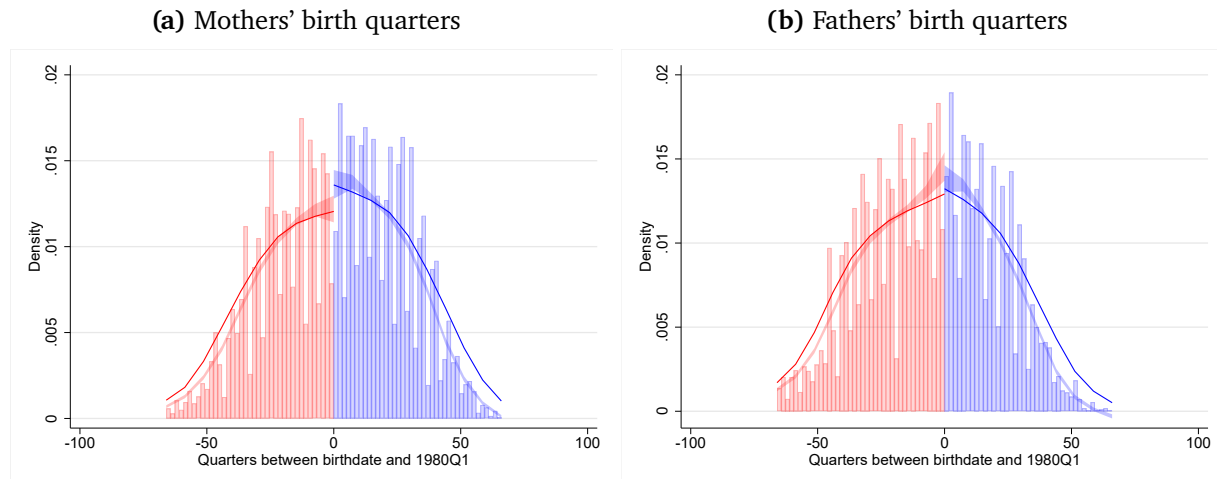 (a) Mothers’ birth quarters
.02
.015
.01
.005
0
Density
-100 -50 0 50 100
Quarters between birthdate and 1980Q1
(b) Fathers’ birth quarters
.02
.015
.01
.005
0
Density
-100 -50 0 50 100
Quarters between birthdate and 1980Q1